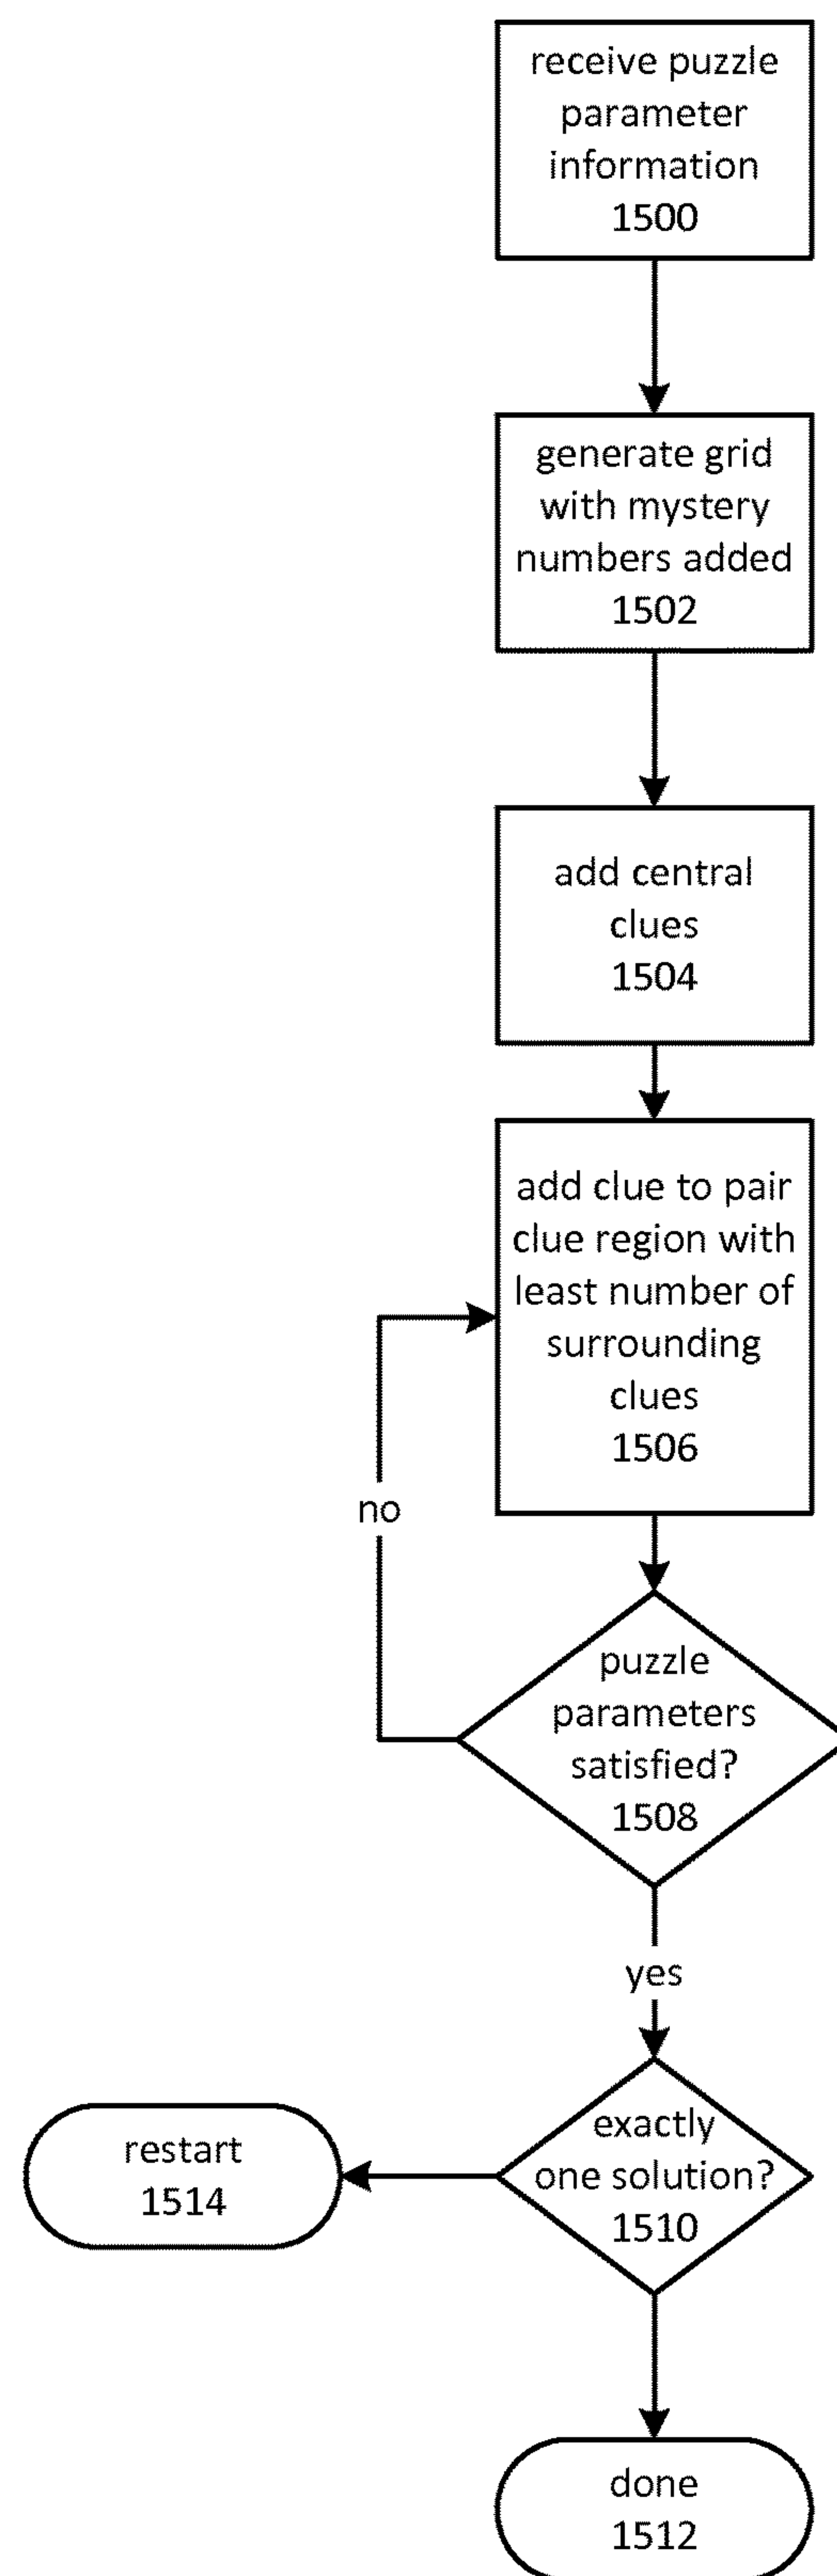 receive puzzle
parameter
information
1500
generate grid
with mystery
numbers added
1502
add central
clues
1504
add clue to pair
clue region with
least number of
surrounding
clues
1506
no
puzzle
parameters
satisfied?
1508
yes
exactly
one solution?
1510
restart
1514
done
1512